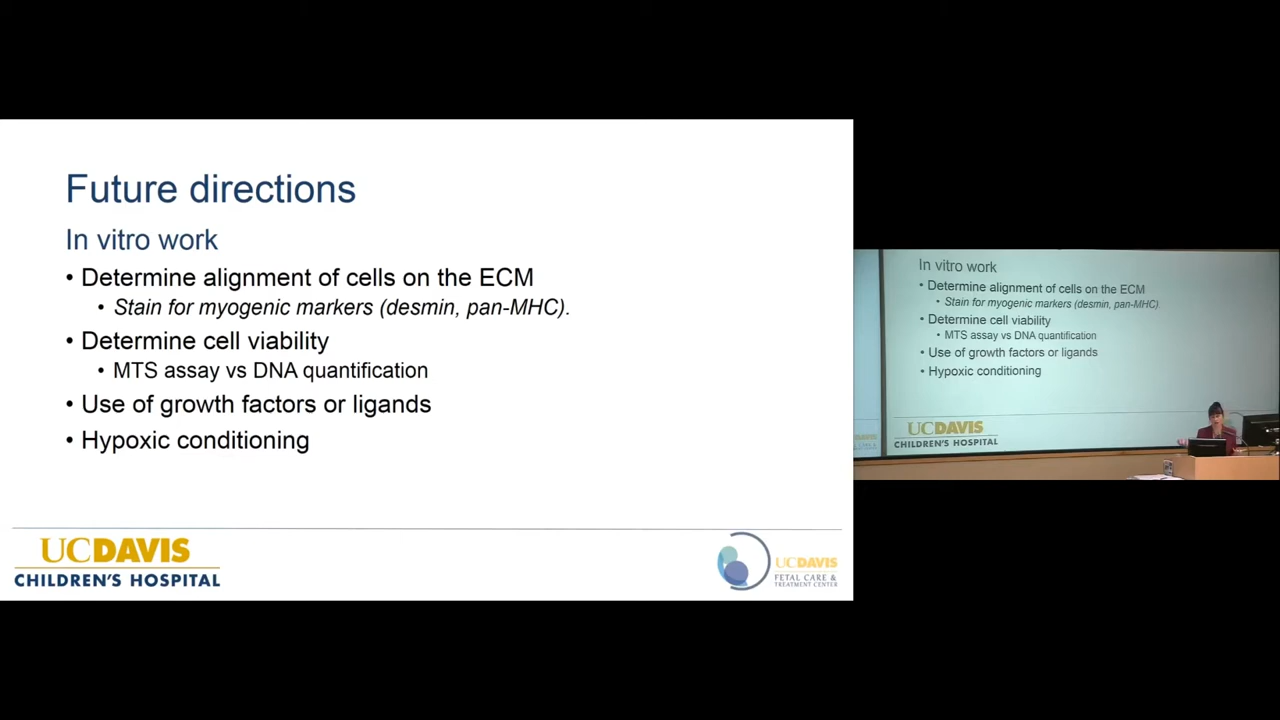 Future directions
In vitro work
• Determine alignment of cells on the ECM
• Stain for myogenic markers (desmin, pan-MHC).
• Determine cell viability
• MTS assay vs DNA quantification
• Use of growth factors or ligands
• Hypoxic conditioning
UCDAVIS
CHILDREN'S HOSPITAL
UCDAVIS
FETAL CARE &
TREATMENT CENTER
In vitro work
• Determine alignment of cells on the ECM
• Stain for myogenic markers (desmin, pan-MHC).
• Determine cell viability
• MTS assay vs DNA quantification
• Use of growth factors or ligands
• Hypoxic conditioning
UCDAVIS
CHILDREN'S HOSPITAL